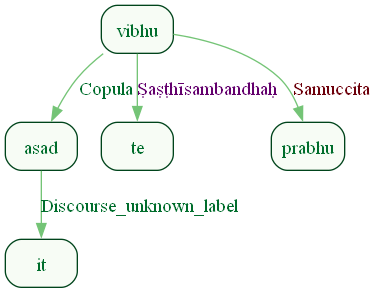 vibhu
Copula Ṣaṣṭhīsambandhaḥ Samuccita
asad te prabhu
Discourse_unknown_label
it